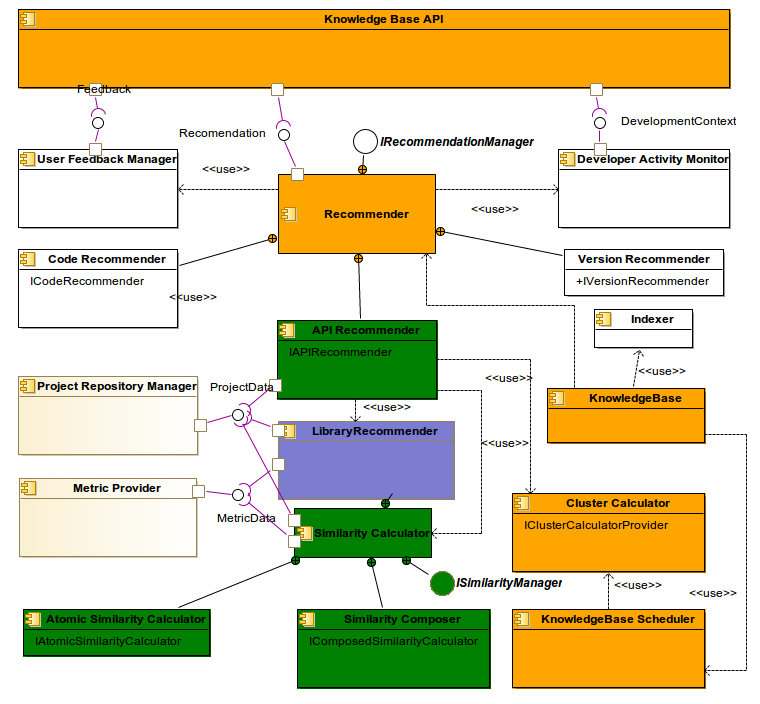 Knowledge Base API
Feedback
Recomendation
IRecommendationManager
DevelopmentContext
User Feedback Manager
<<use>>
Developer Activity Monitor
<<use>>
Recommender
Code Recommender
ICodeRecommender
<<use>>
Version Recommender
+IVersionRecommender
Indexer
API Recommender
IAPIRecommender
<<use>>
<<use>>
Project Repository Manager
ProjectData
<<use>>
KnowledgeBase
LibraryRecommender
<<use>>
Metric Provider
MetricData
Cluster Calculator
IClusterCalculatorProvider
Similarity Calculator
ISimilarityManager
<<use>>
<<use>>
Atomic Similarity Calculator
IAtomicSimilarityCalculator
Similarity Composer
IComposedSimilarityCalculator
KnowledgeBase Scheduler